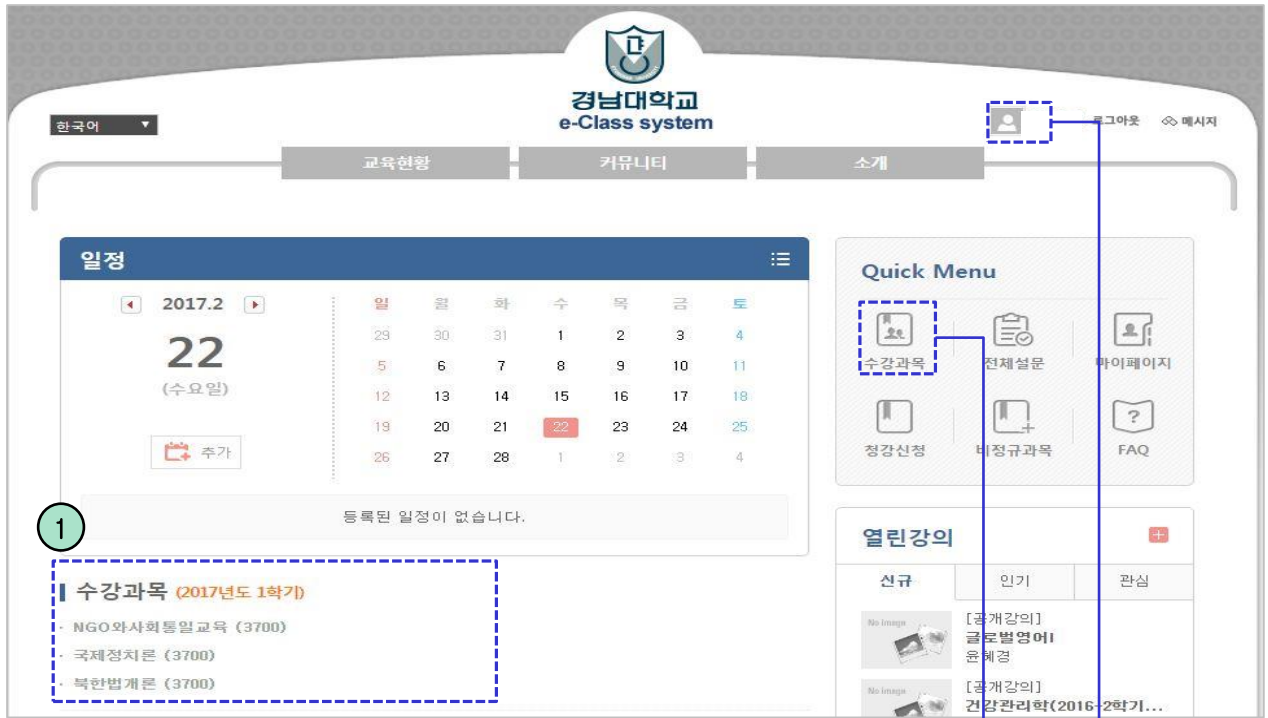 경남대학교
e-Class system
한국어
로그아웃 메시지
교육현황 커뮤니티 소개
일정
2017.2
22
(수요일)
추가
일 월 화 수 목 금 토
29 30 31 1 2 3 4
5 6 7 8 9 10 11
12 13 14 15 16 17 18
19 20 21 22 23 24 25
26 27 28 1 2 3 4
등록된 일정이 없습니다.
1
수강과목 (2017년도 1학기)
· NGO와사회통일교육 (3700)
· 국제정치론 (3700)
· 북한법개론 (3700)
Quick Menu
수강과목 전체설문 마이페이지
청강신청 비정규과목 FAQ
열린강의
신규 인기 관심
No Image
[공개강의]
글로벌영어I
윤혜경
No Image
[공개강의]
건강관리학(2016-2학기...